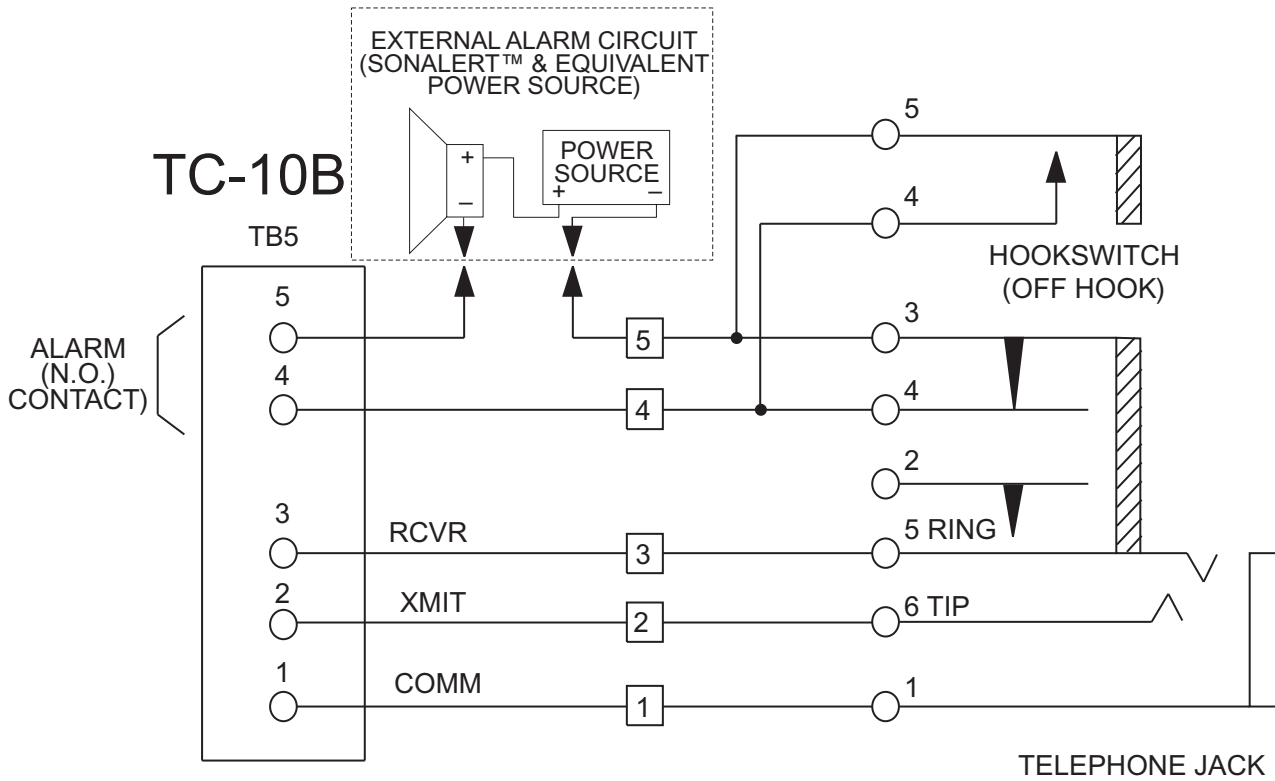 EXTERNAL ALARM CIRCUIT
(SONALERT™ & EQUIVALENT
POWER SOURCE)
+
–
POWER
SOURCE
+ –
TC-10B
TB5
ALARM
(N.O.)
CONTACT)
5
4
3
2
1
RCVR
XMIT
COMM
5
4
3
2
1
5
4
HOOKSWITCH
(OFF HOOK)
3
4
2
5 RING
6 TIP
1
TELEPHONE JACK